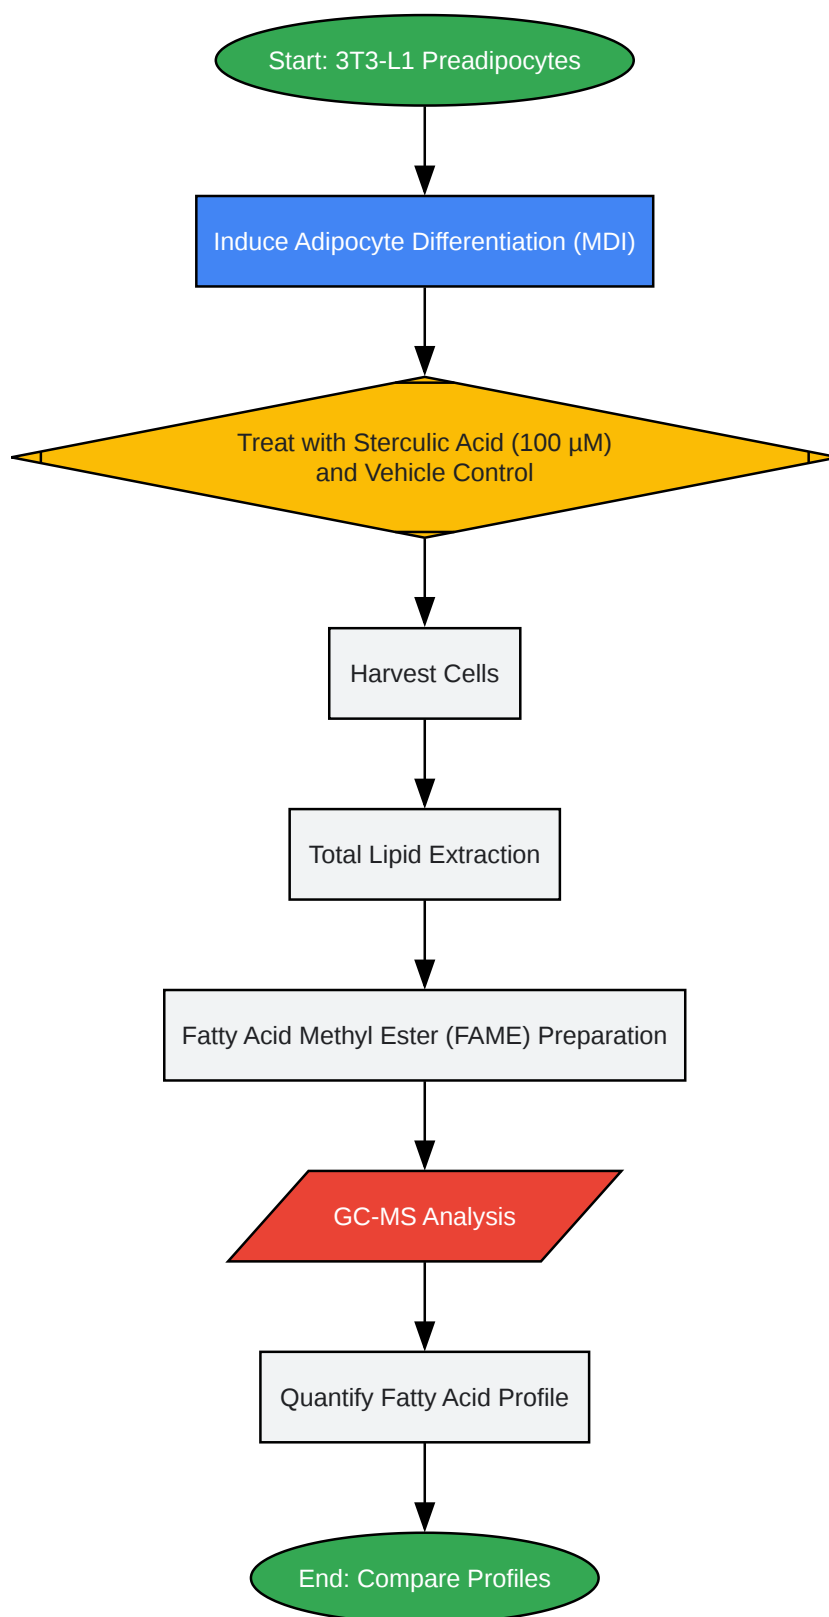 Start: 3T3-L1 Preadipocytes
Induce Adipocyte Differentiation (MDI)
Treat with Sterculic Acid (100 µM)
and Vehicle Control
Harvest Cells
Total Lipid Extraction
Fatty Acid Methyl Ester (FAME) Preparation
GC-MS Analysis
Quantify Fatty Acid Profile
End: Compare Profiles